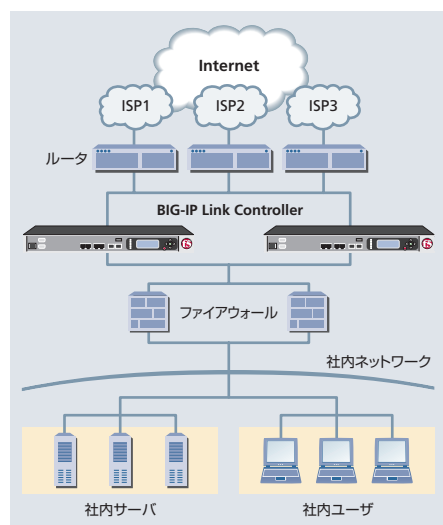 Internet
ISP1
ISP2
ISP3
ルータ
BIG-IP Link Controller
ファイアウォール
社内ネットワーク
社内サーバ
社内ユーザ